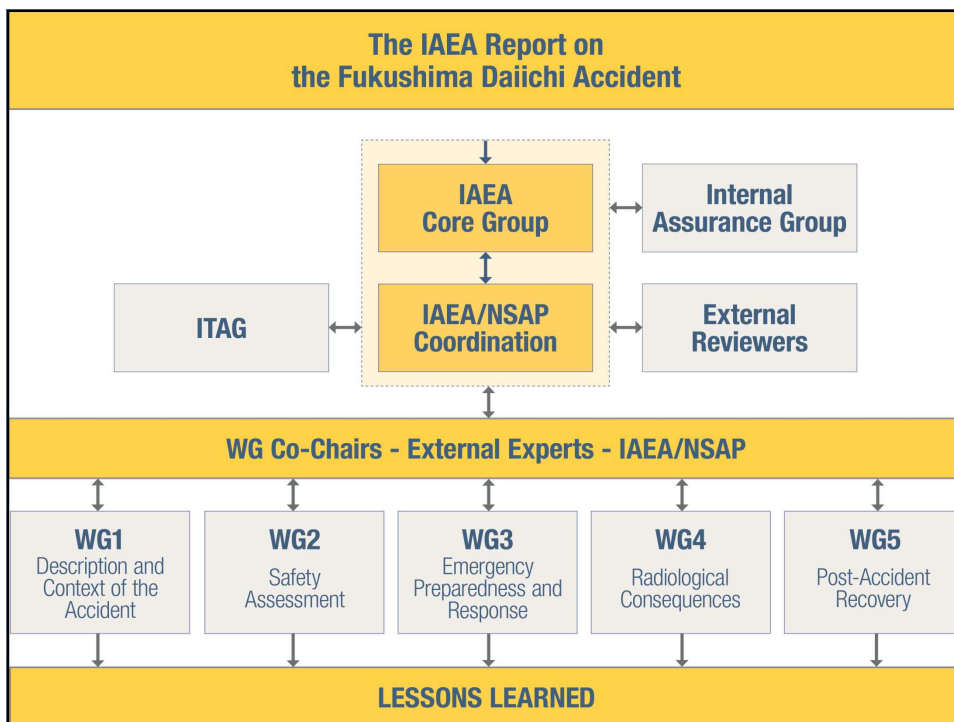 The IAEA Report on
the Fukushima Daiichi Accident
IAEA
Core Group
Internal
Assurance Group
ITAG
IAEA/NSAP
Coordination
External
Reviewers
WG Co-Chairs - External Experts - IAEA/NSAP
WG1
Description and
Context of the
Accident
WG2
Safety
Assessment
WG3
Emergency
Preparedness and
Response
WG4
Radiological
Consequences
WG5
Post-Accident
Recovery
LESSONS LEARNED